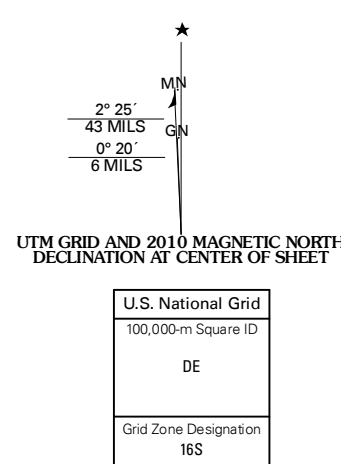 ★
MN
2° 25´
43 MILS
GN
0° 20´
6 MILS
UTM GRID AND 2010 MAGNETIC NORTH
DECLINATION AT CENTER OF SHEET
U.S. National Grid
100,000-m Square ID
DE
Grid Zone Designation
16S